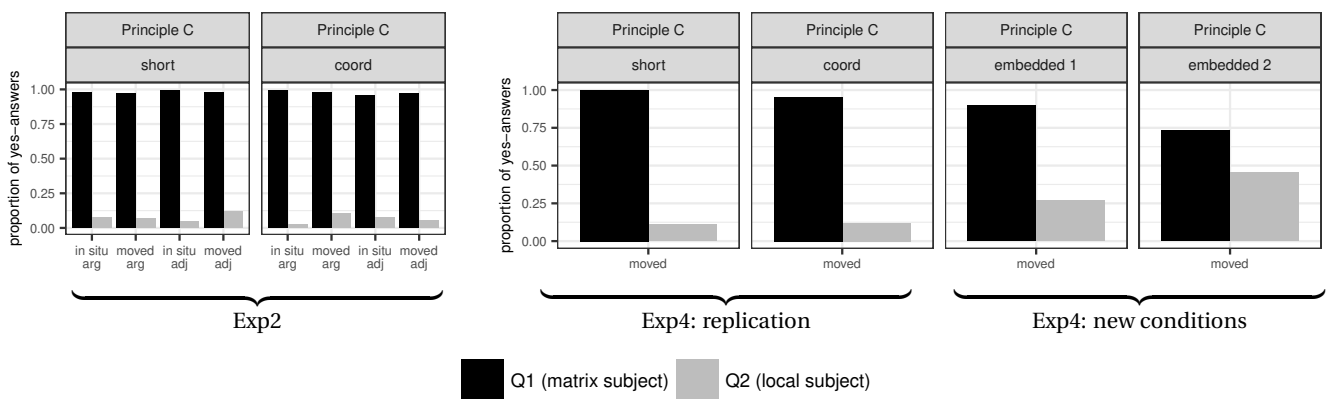 Principle C Principle C Principle C Principle C Principle C Principle C
short coord short coord embedded 1 embedded 2
proportion of yes−answers
1.00
0.75
0.50
0.25
0.00
in situ moved in situ moved in situ moved in situ moved
arg arg adj adj arg arg adj adj
Exp2
proportion of yes−answers
1.00
0.75
0.50
0.25
0.00
moved moved moved moved
Exp4: replication Exp4: new conditions
Q1 (matrix subject) Q2 (local subject)